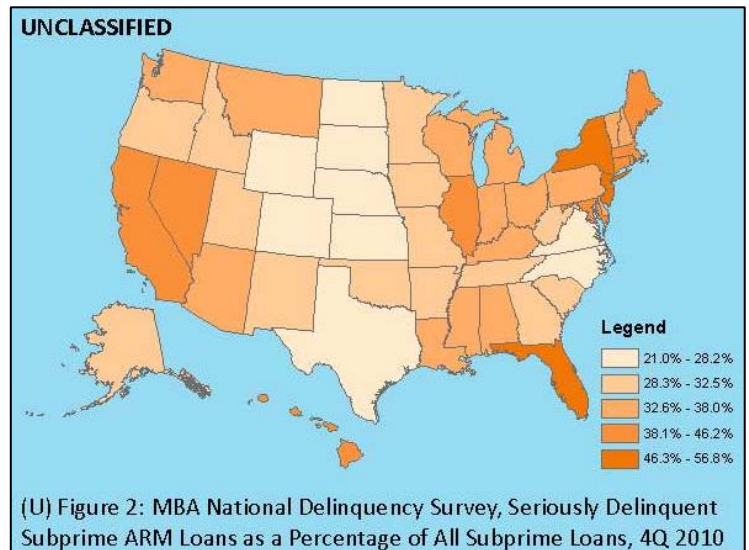 UNCLASSIFIED
Legend
21.0% - 28.2%
28.3% - 32.5%
32.6% - 38.0%
38.1% - 46.2%
46.3% - 56.8%
(U) Figure 2: MBA National Delinquency Survey, Seriously Delinquent
Subprime ARM Loans as a Percentage of All Subprime Loans, 4Q 2010